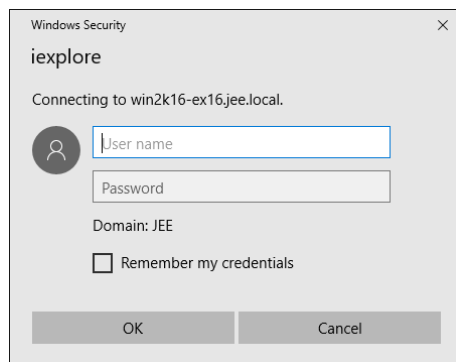 Windows Security
iexplore
Connecting to win2k16-ex16.jee.local.
User name
Password
Domain: JEE
Remember my credentials
OK
Cancel